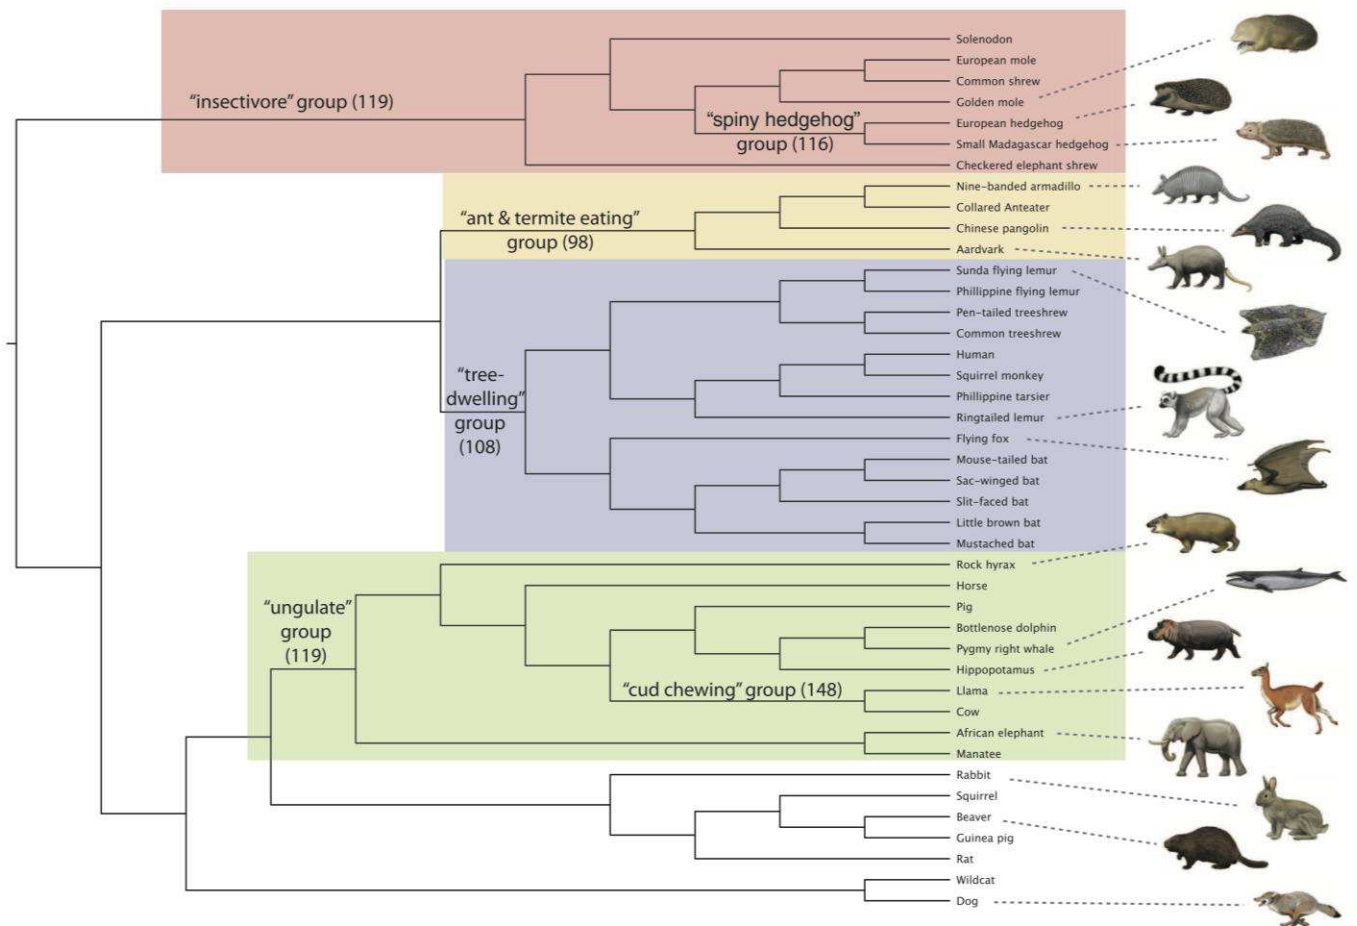 Solenodon
European mole
Common shrew
"insectivore" group (119)
Golden mole
"spiny hedgehog"
group (116)
European hedgehog
Small Madagascar hedgehog
Checkered elephant shrew
Nine-banded armadillo
Collared Anteater
"ant & termite eating"
group (98)
Chinese pangolin
Aardvark
Sunda flying lemur
Phillippine flying lemur
Pen-tailed treeshrew
Common treeshrew
Human
"tree-
dwelling"
group
(108)
Squirrel monkey
Phillippine tarsier
Ringtailed lemur
Flying fox
Mouse-tailed bat
Sac-winged bat
Slit-faced bat
Little brown bat
Mustached bat
Rock hyrax
Horse
"ungulate"
group
(119)
Pig
Bottlenose dolphin
Pygmy right whale
Hippopotamus
"cud chewing" group (148)
Llama
Cow
African elephant
Manatee
Rabbit
Squirrel
Beaver
Guinea pig
Rat
Wildcat
Dog